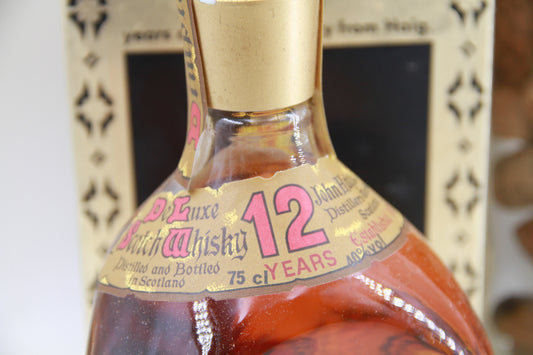 years
from Haig.
De Luxe
Scotch Whisky
Distilled and Bottled
in Scotland
75 cl
12
YEARS
John
Distillers
Scotland
Established
40% vol